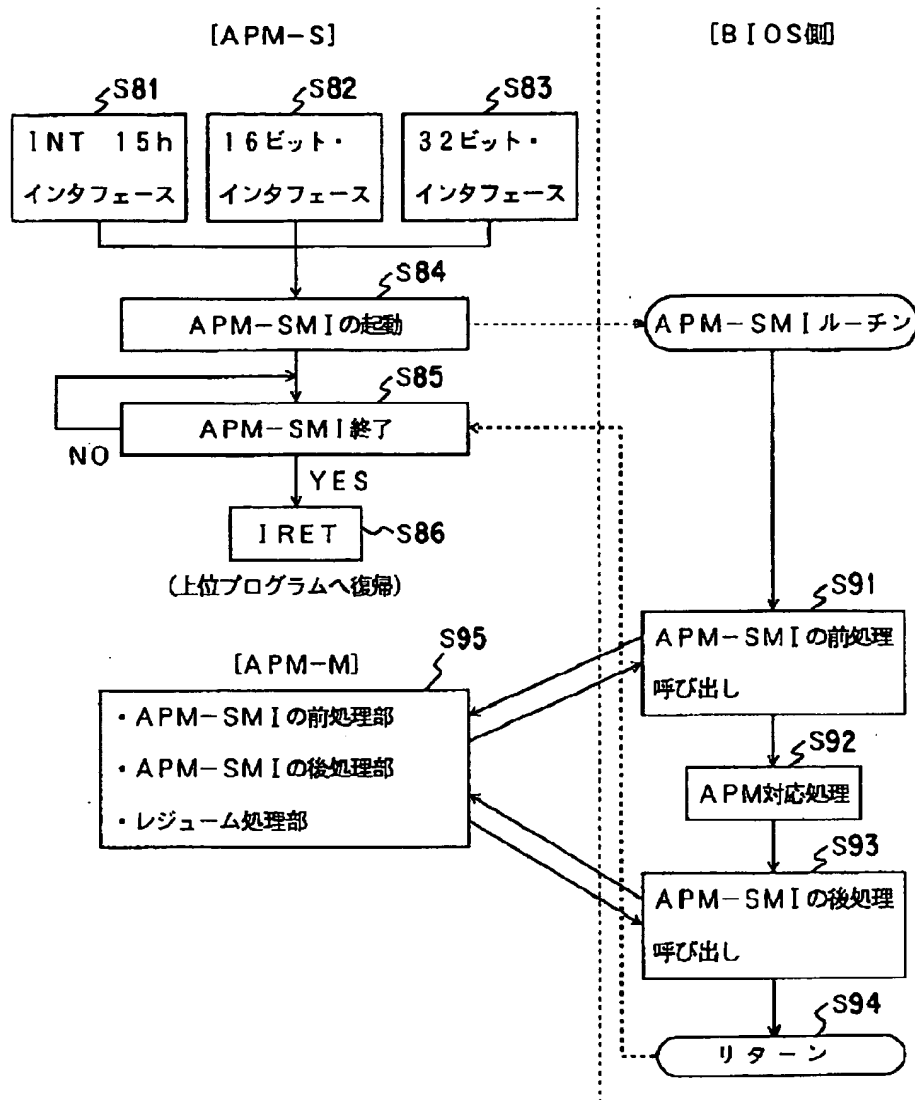 [APM-S]
[BIOS側]
S81
S82
S83
INT 15h
インタフェース
16ビット・
インタフェース
32ビット・
インタフェース
S84
APM-SMIの起動
APM-SMIルーチン
S85
APM-SMI終了
NO
YES
IRET
S86
(上位プログラムへ復帰)
S91
APM-SMIの前処理
呼び出し
[APM-M]
S95
・APM-SMIの前処理部
・APM-SMIの後処理部
・レジューム処理部
S92
APM対応処理
S93
APM-SMIの後処理
呼び出し
S94
リターン